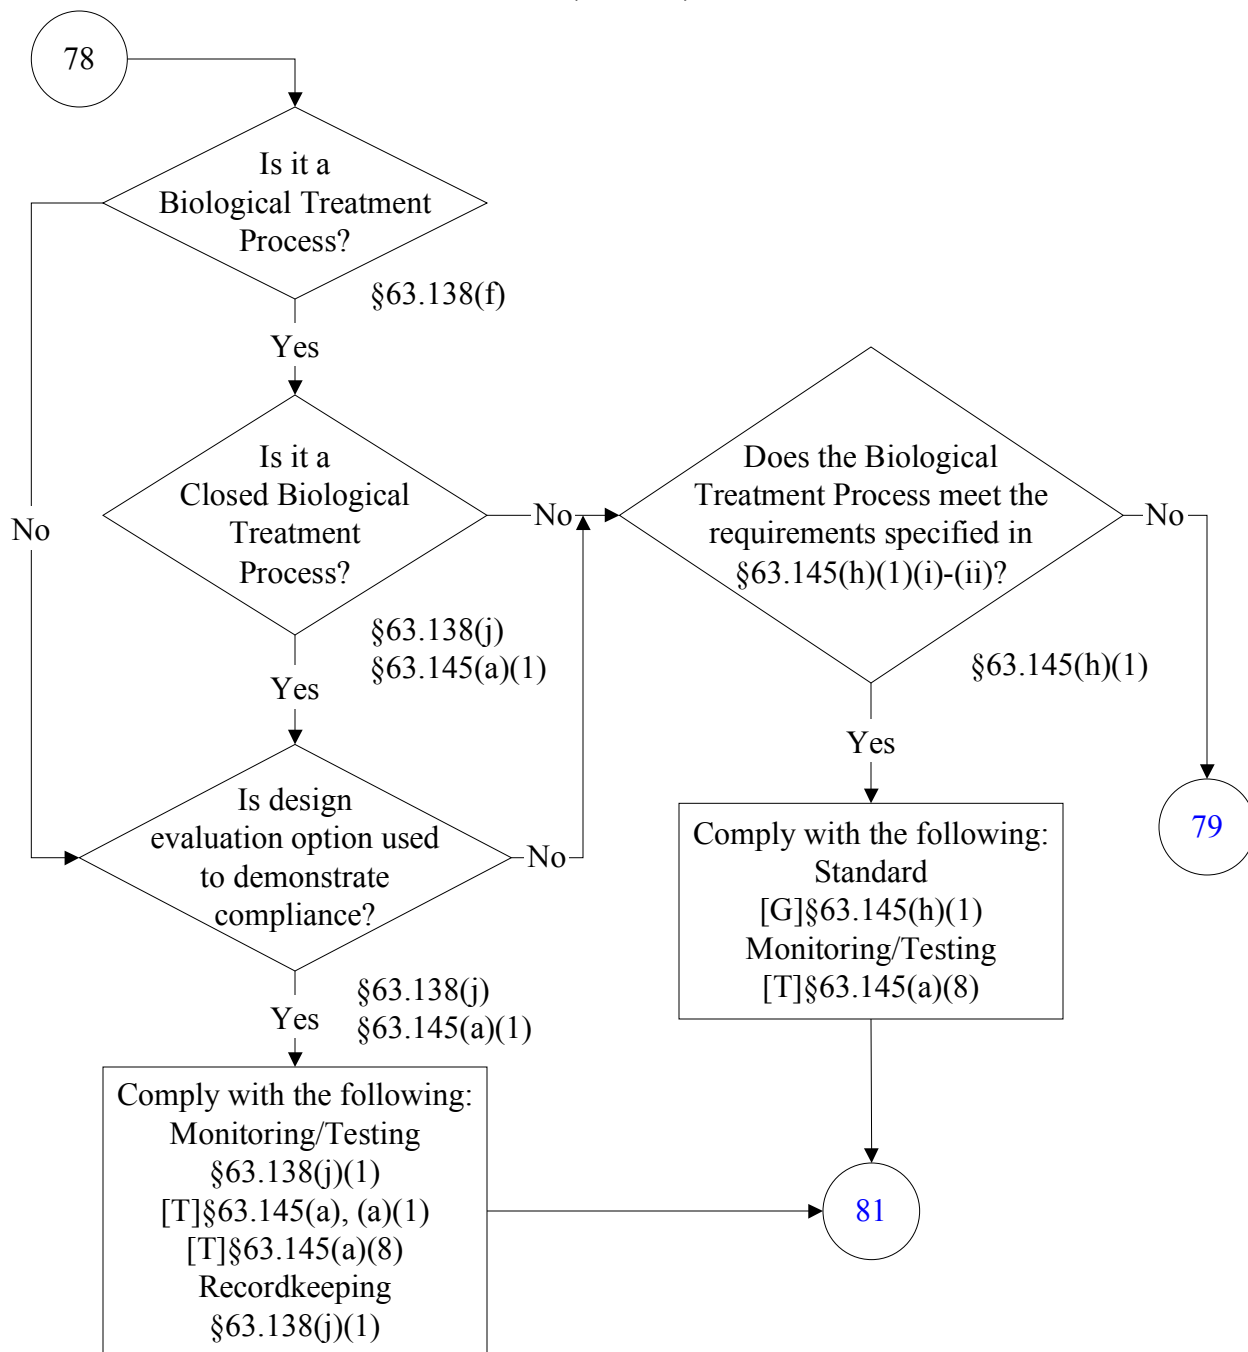 78
Is it a
Biological Treatment
Process?
§63.138(f)
Yes
No
Is it a
Closed Biological
Treatment
Process?
§63.138(j)
§63.145(a)(1)
No
Yes
Does the Biological
Treatment Process meet the
requirements specified in
§63.145(h)(1)(i)-(ii)?
§63.145(h)(1)
No
79
Yes
Is design
evaluation option used
to demonstrate
compliance?
No
§63.138(j)
§63.145(a)(1)
Yes
Comply with the following:
Standard
[G]§63.145(h)(1)
Monitoring/Testing
[T]§63.145(a)(8)
Comply with the following:
Monitoring/Testing
§63.138(j)(1)
[T]§63.145(a), (a)(1)
[T]§63.145(a)(8)
Recordkeeping
§63.138(j)(1)
81